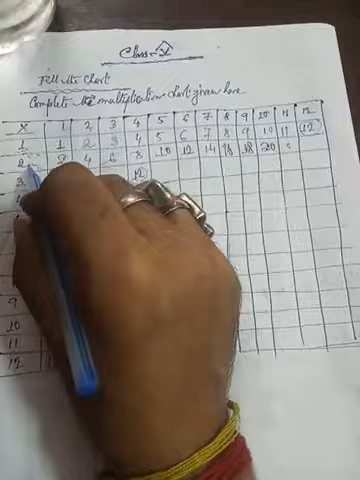 Class - V
Fill the Chart
Complete the multiplication chart given here
X 1 2 3 4 5 6 7 8 9 10 11 12
1 1 2 3 4 5 6 7 8 9 10 11 12
2 2 4 6 8 10 12 14 18 18 20
3 12
9
10
11
12